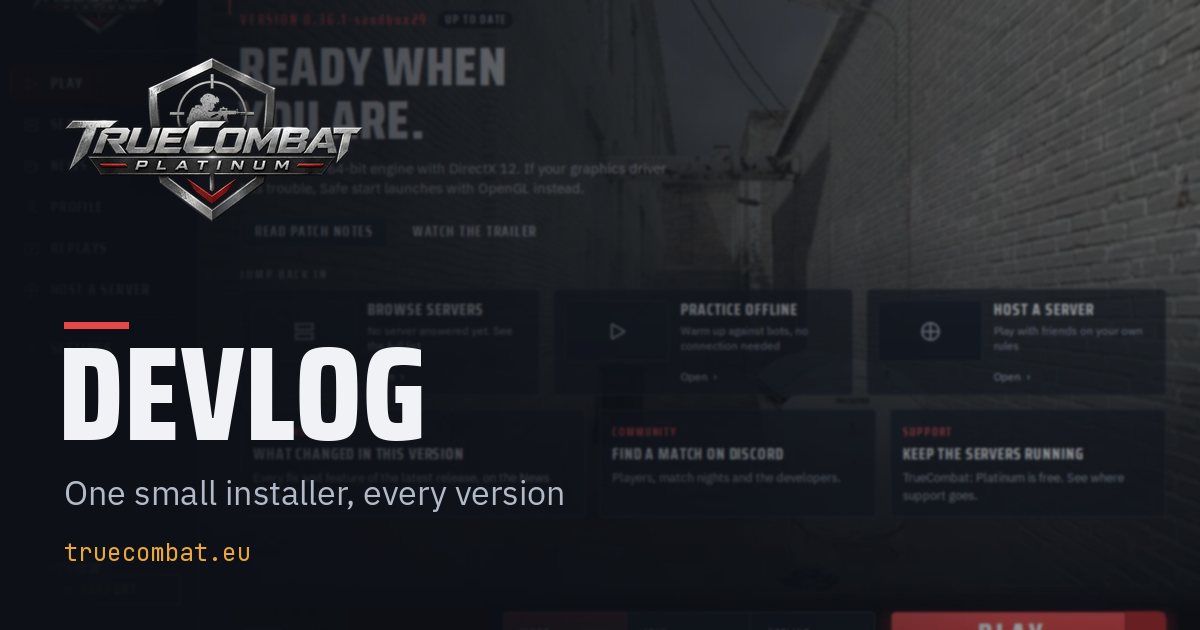 VERSION 0.36.1-sandbox29 UP TO DATE
READY WHEN
YOU ARE.
TRUECOMBAT
PLATINUM
64-bit engine with DirectX 12. If your graphics driver
trouble, Safe start launches with OpenGL instead.
PLAY
PROFILE
REPLAYS
HOST A SERVER
READ PATCH NOTES
WATCH THE TRAILER
JUMP BACK IN
BROWSE SERVERS
No server answered yet. See
PRACTICE OFFLINE
Warm up against bots, no
connection needed
Open ›
HOST A SERVER
Play with friends on your own
rules
Open ›
DEVLOG
WHAT CHANGED IN THIS VERSION
COMMUNITY
FIND A MATCH ON DISCORD
Players, match nights and the developers.
SUPPORT
KEEP THE SERVERS RUNNING
TrueCombat: Platinum is free. See where
support goes.
One small installer, every version
truecombat.eu
PLAY